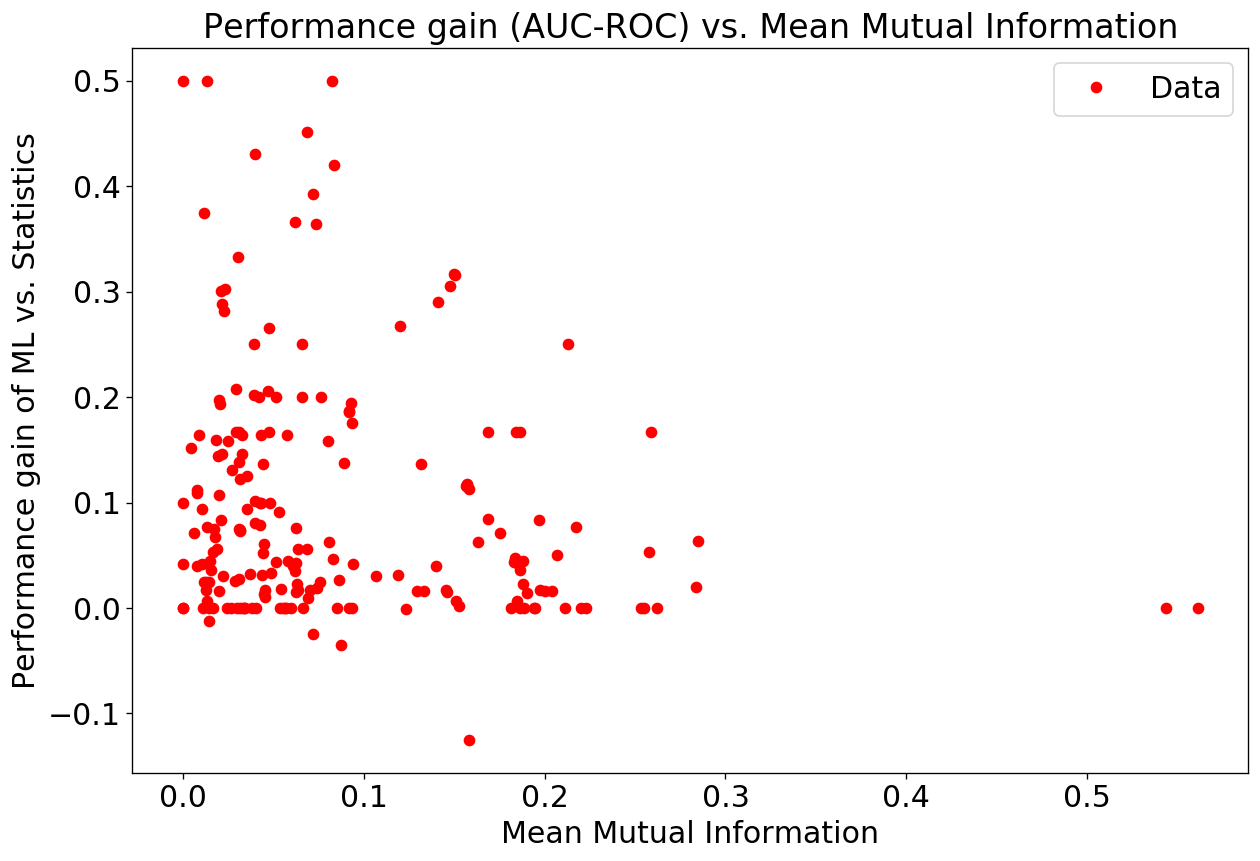 Performance gain (AUC-ROC) vs. Mean Mutual Information
Data
Performance gain of ML vs. Statistics
0.5
0.4
0.3
0.2
0.1
0.0
−0.1
0.0 0.1 0.2 0.3 0.4 0.5
Mean Mutual Information